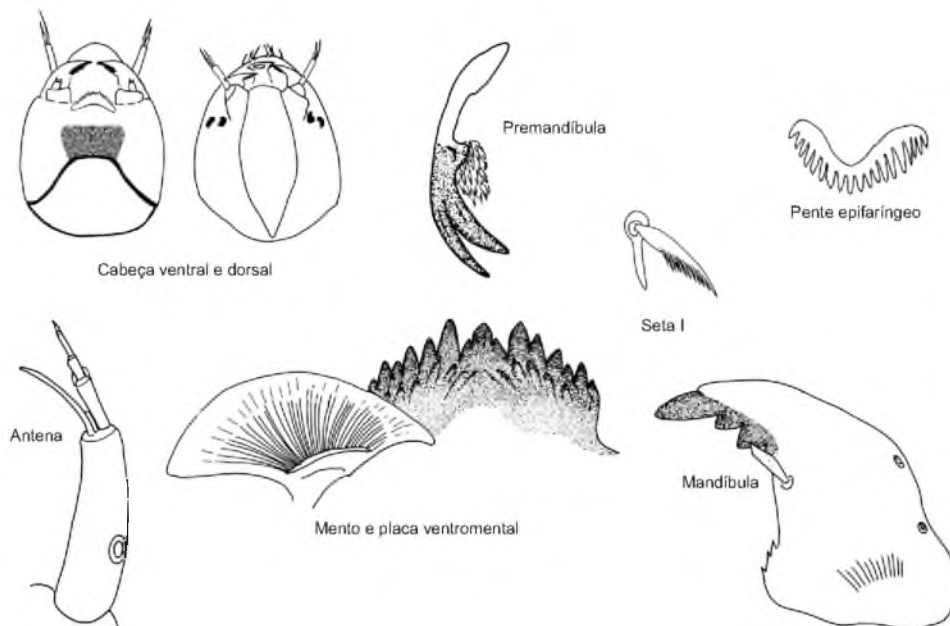 Premandíbula
Pente epifaríngeo
Cabeça ventral e dorsal
Seta I
Antena
Mandíbula
Mento e placa ventromental